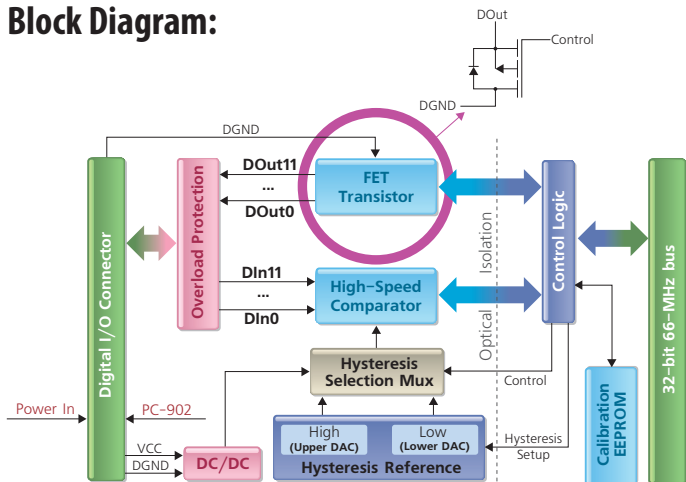 Block Diagram:
DOut
Control
DGND
DGND
DOut11
...
DOut0
FET
Transistor
Overload Protection
Digital I/O Connector
DIn11
...
DIn0
High-Speed
Comparator
Optical Isolation
Control Logic
32-bit 66-MHz bus
Hysteresis
Selection Mux
Control
Power In
PC-902
High
(Upper DAC)
Low
(Lower DAC)
Hysteresis Reference
Hysteresis
Setup
Calibration
EEPROM
VCC
DGND
DC/DC